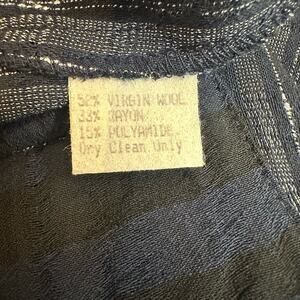 52% VIRGIN WOOL
33% RAYON
15% POLYAMIDE
Dry Clean Only